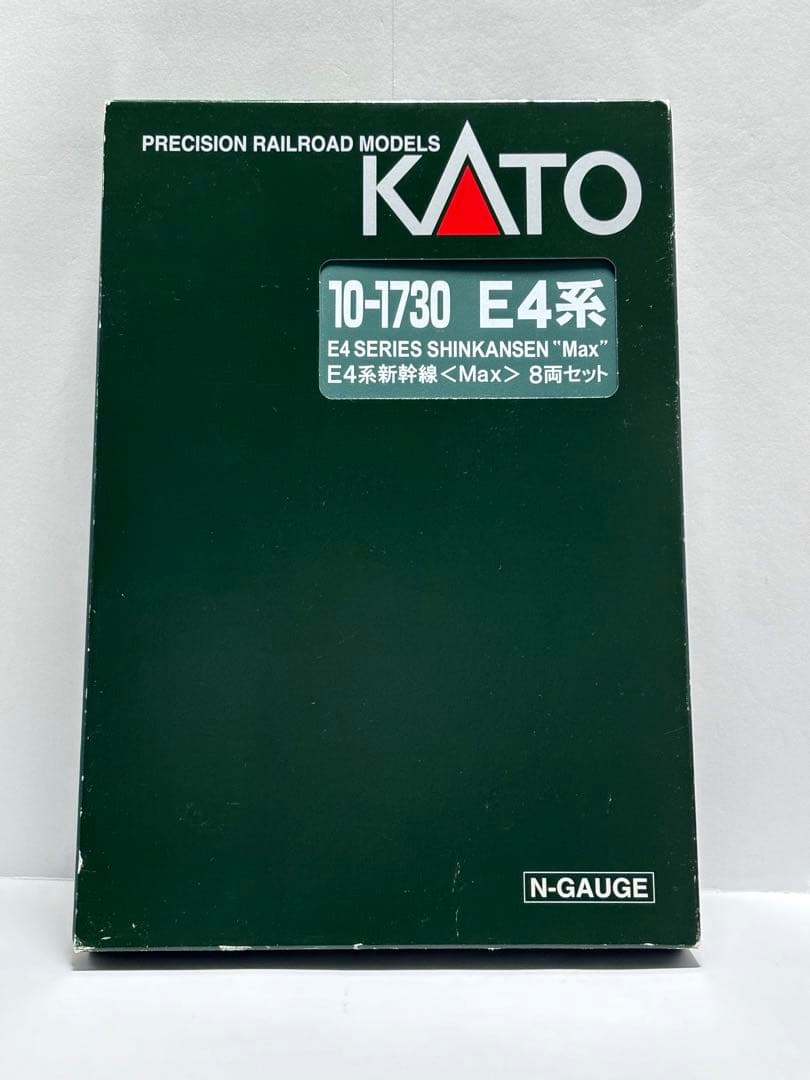 PRECISION RAILROAD MODELS
KATO
10-1730 E4系
E4 SERIES SHINKANSEN "Max"
E4系新幹線<Max> 8両セット
N-GAUGE